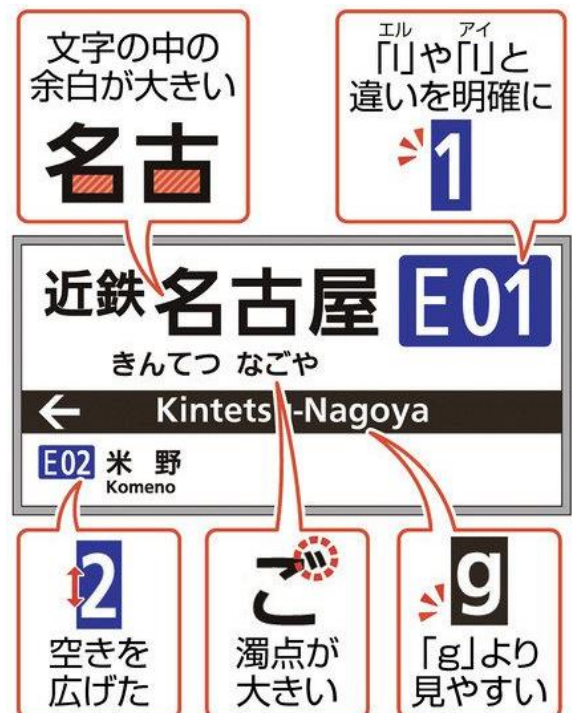 文字の中の
余白が大きい
名古
エル アイ
「l」や「I」と
違いを明確に
1
近鉄名古屋 E01
きんてつ なごや
← Kintetsu-Nagoya
E02 米野
Komeno
2
空きを
広げた
ご
濁点が
大きい
g
「g」より
見やすい